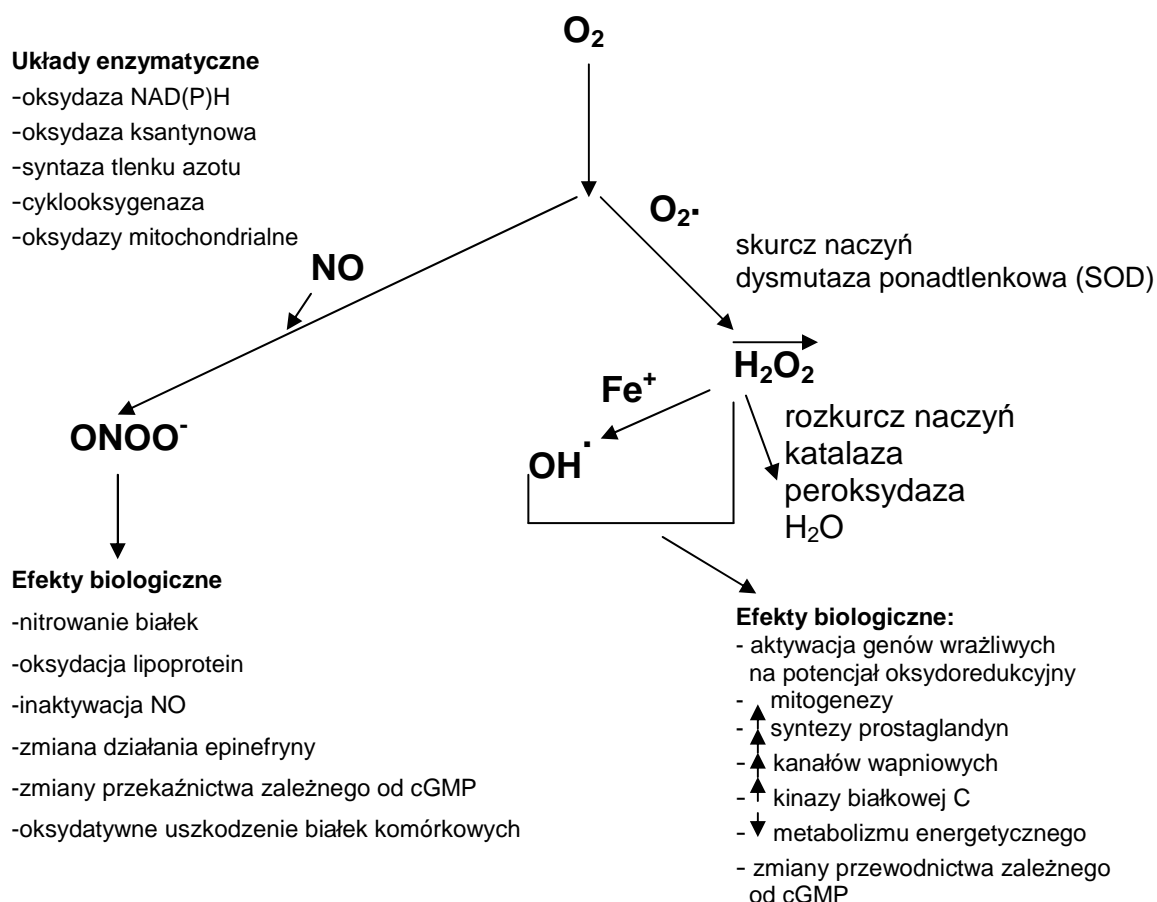 O₂
Układy enzymatyczne
-oksydaza NAD(P)H
-oksydaza ksantynowa
-syntaza tlenku azotu
-cyklooksygenaza
-oksydazy mitochondrialne
NO
O₂·
skurcz naczyń
dysmutaza ponadtlenkowa (SOD)
H₂O₂
Fe⁺
ONOO⁻
OH·
rozkurcz naczyń
katalaza
peroksydaza
H₂O
Efekty biologiczne
-nitrowanie białek
-oksydacja lipoprotein
-inaktywacja NO
-zmiana działania epinefryny
-zmiany przekaźnictwa zależnego od cGMP
-oksydatywne uszkodzenie białek komórkowych
Efekty biologiczne:
- aktywacja genów wrażliwych
na potencjał oksydoredukcyjny
- mitogenezy
- syntezy prostaglandyn
- kanałów wapniowych
- kinazy białkowej C
- metabolizmu energetycznego
- zmiany przewodnictwa zależnego
od cGMP